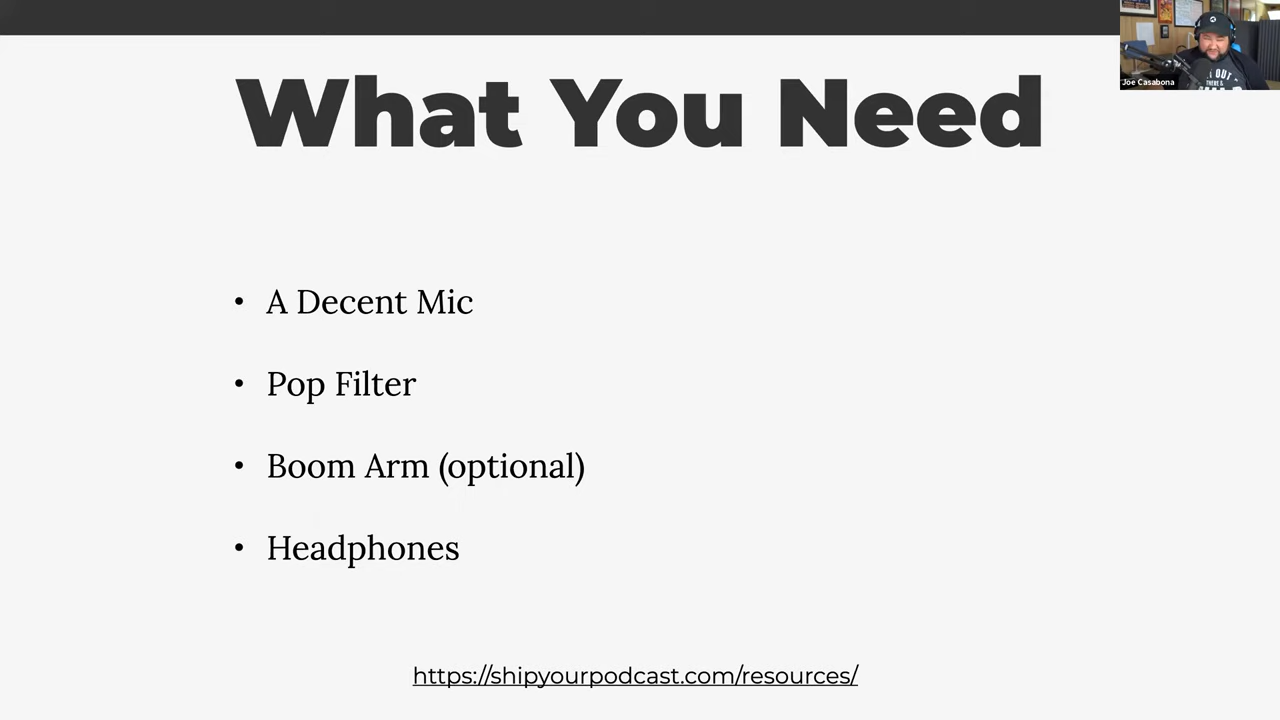 What You Need
Joe Casabona
• A Decent Mic
• Pop Filter
• Boom Arm (optional)
• Headphones
https://shipyourpodcast.com/resources/